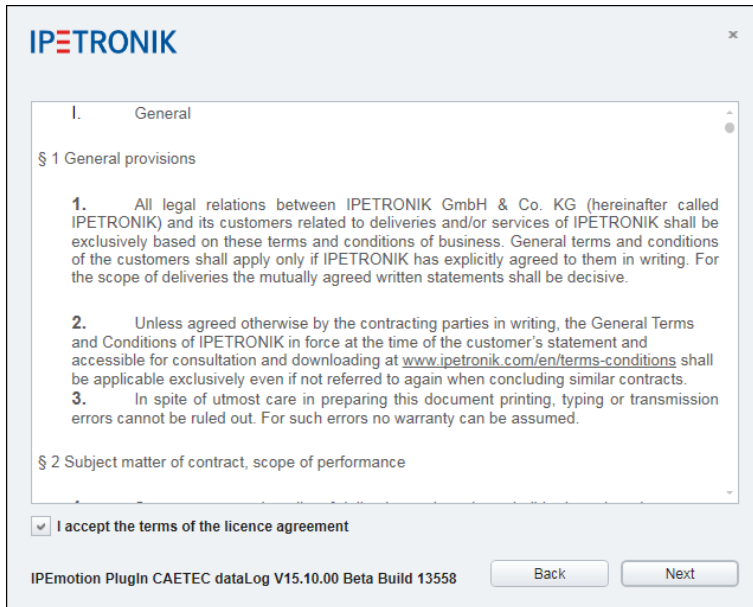 IPETRONIK
I. General
§ 1 General provisions
1. All legal relations between IPETRONIK GmbH & Co. KG (hereinafter called
IPETRONIK) and its customers related to deliveries and/or services of IPETRONIK shall be
exclusively based on these terms and conditions of business. General terms and conditions
of the customers shall apply only if IPETRONIK has explicitly agreed to them in writing. For
the scope of deliveries the mutually agreed written statements shall be decisive.
2. Unless agreed otherwise by the contracting parties in writing, the General Terms
and Conditions of IPETRONIK in force at the time of the customer's statement and
accessible for consultation and downloading at www.ipetronik.com/en/terms-conditions shall
be applicable exclusively even if not referred to again when concluding similar contracts.
3. In spite of utmost care in preparing this document printing, typing or transmission
errors cannot be ruled out. For such errors no warranty can be assumed.
§ 2 Subject matter of contract, scope of performance
I accept the terms of the licence agreement
IPEmotion PlugIn CAETEC dataLog V15.10.00 Beta Build 13558
Back
Next